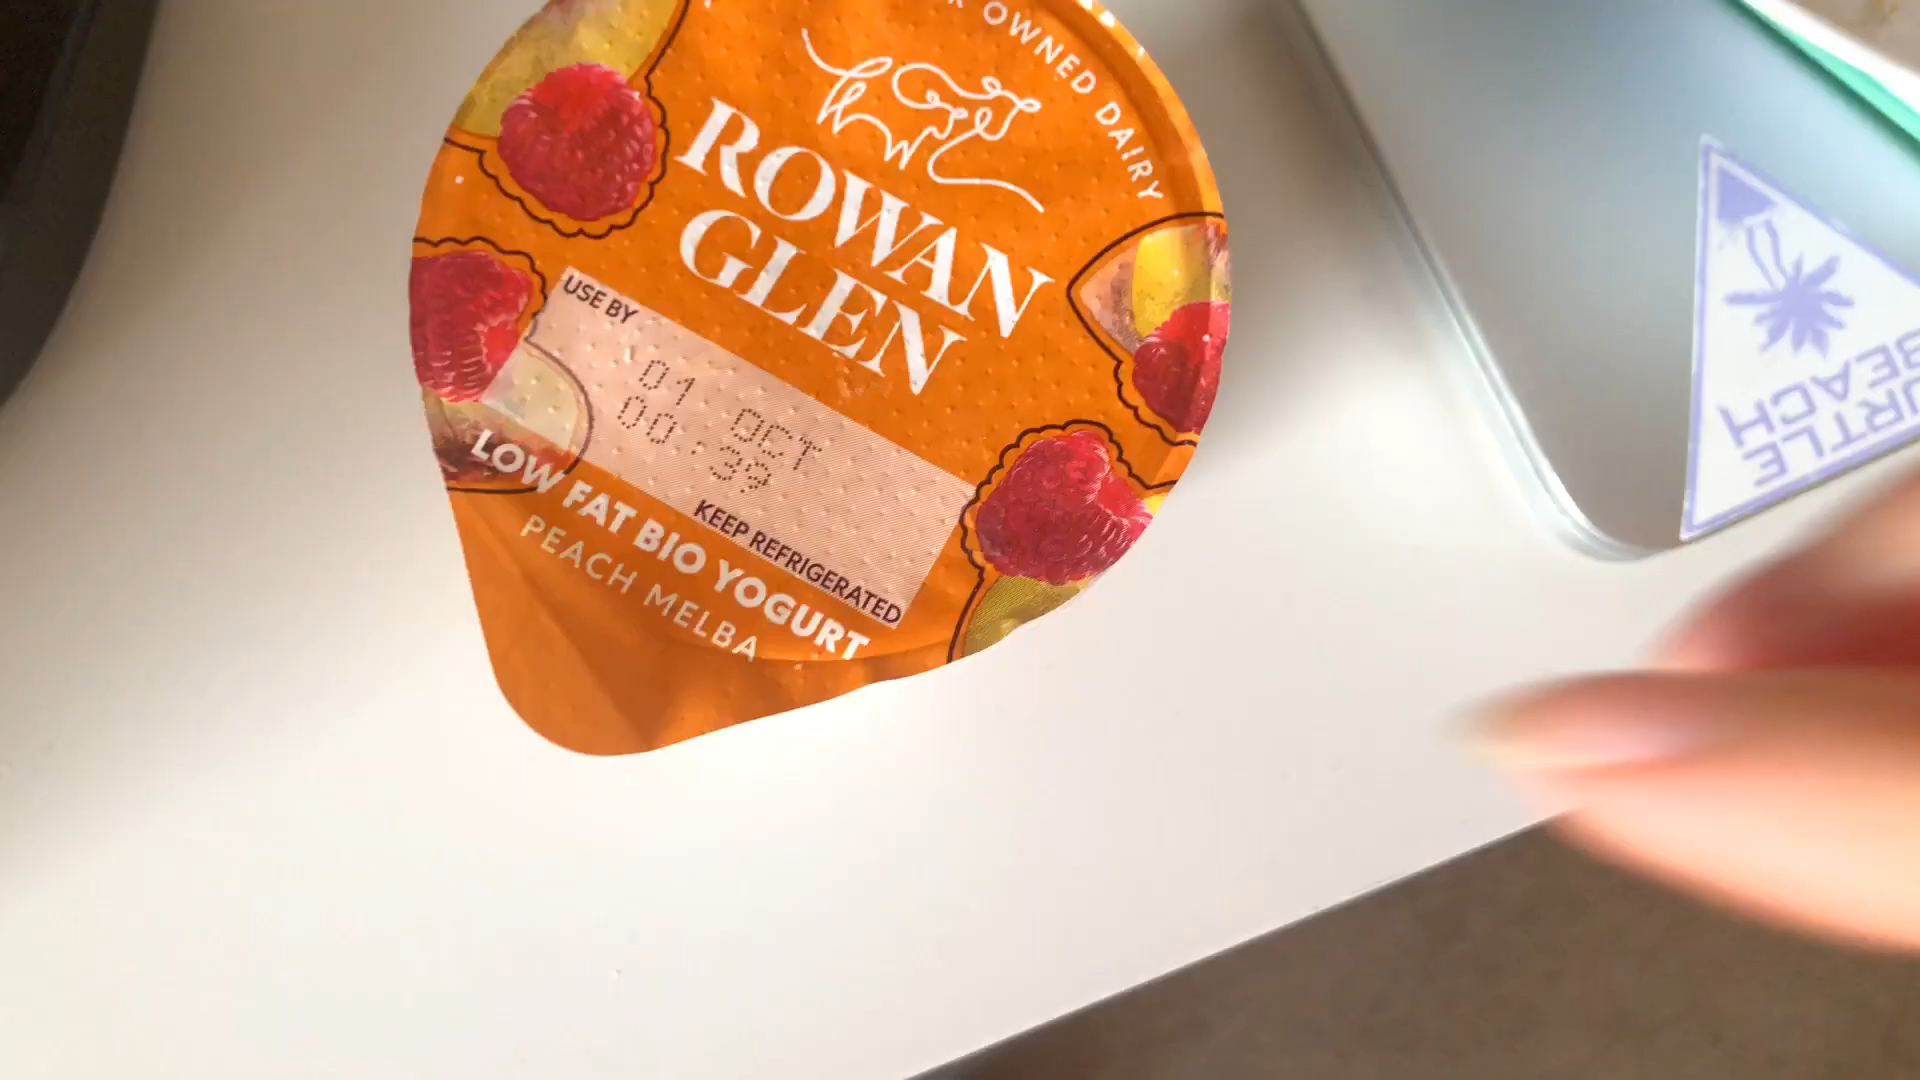 OWNED DAIRY
ROWAN
GLEN
USE BY
01 OCT
00:39
KEEP REFRIGERATED
LOW FAT BIO YOGURT
PEACH MELBA
URTLE
BEACH